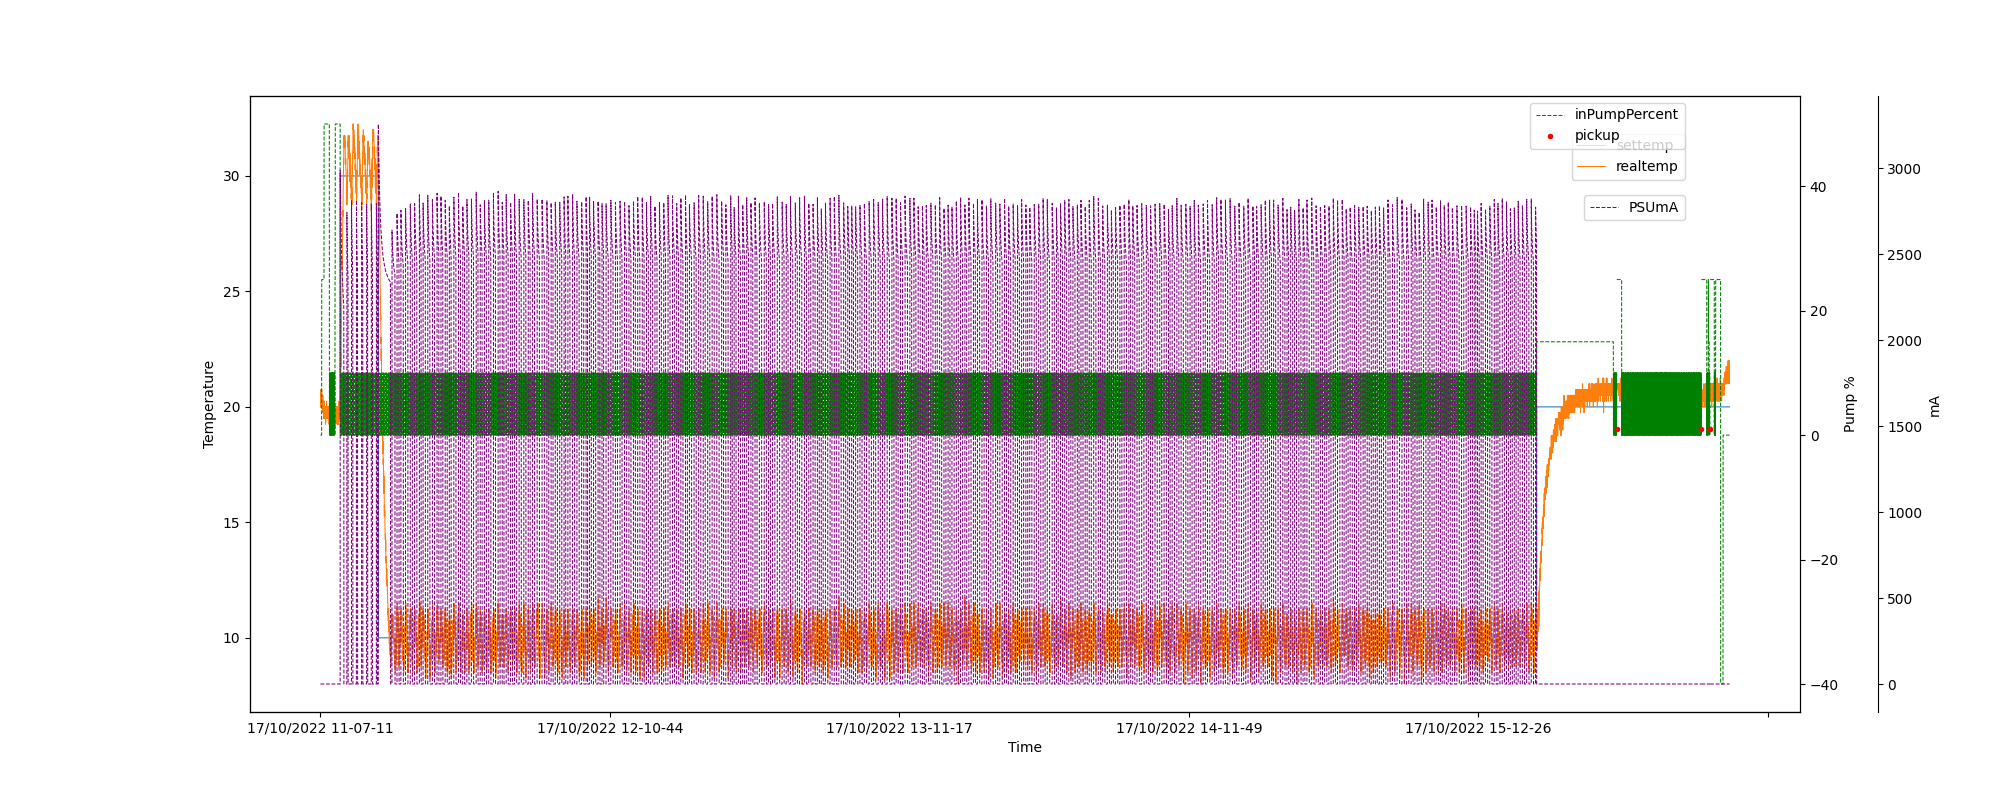 inPumpPercent
pickup
settemp
realtemp
PSUmA
30
25
20
15
10
Temperature
40
20
0
−20
−40
Pump %
3000
2500
2000
1500
1000
500
0
mA
17/10/2022 11-07-11
17/10/2022 12-10-44
17/10/2022 13-11-17
17/10/2022 14-11-49
17/10/2022 15-12-26
Time